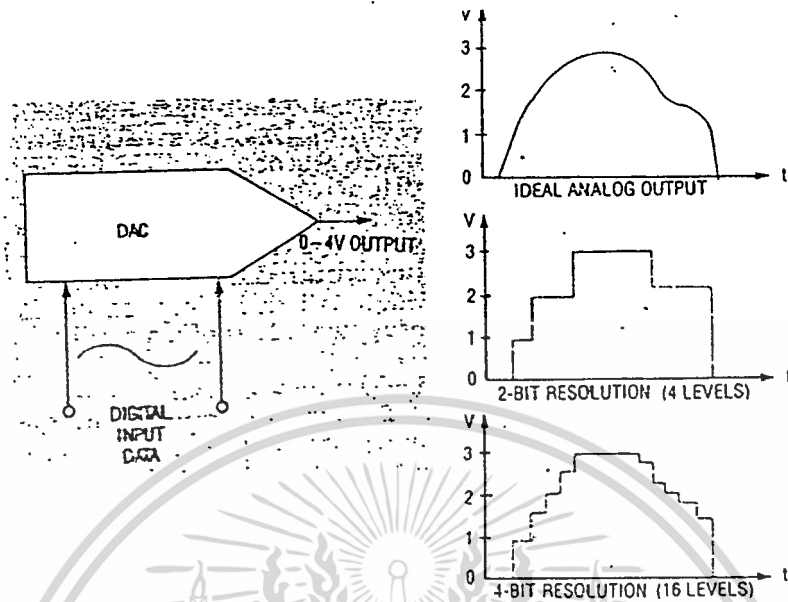 DAC
0-4V OUTPUT
DIGITAL
INPUT
DATA
V
3
2
1
0
t
IDEAL ANALOG OUTPUT
V
3
2
1
0
t
2-BIT RESOLUTION (4 LEVELS)
V
3
2
1
0
t
4-BIT RESOLUTION (16 LEVELS)